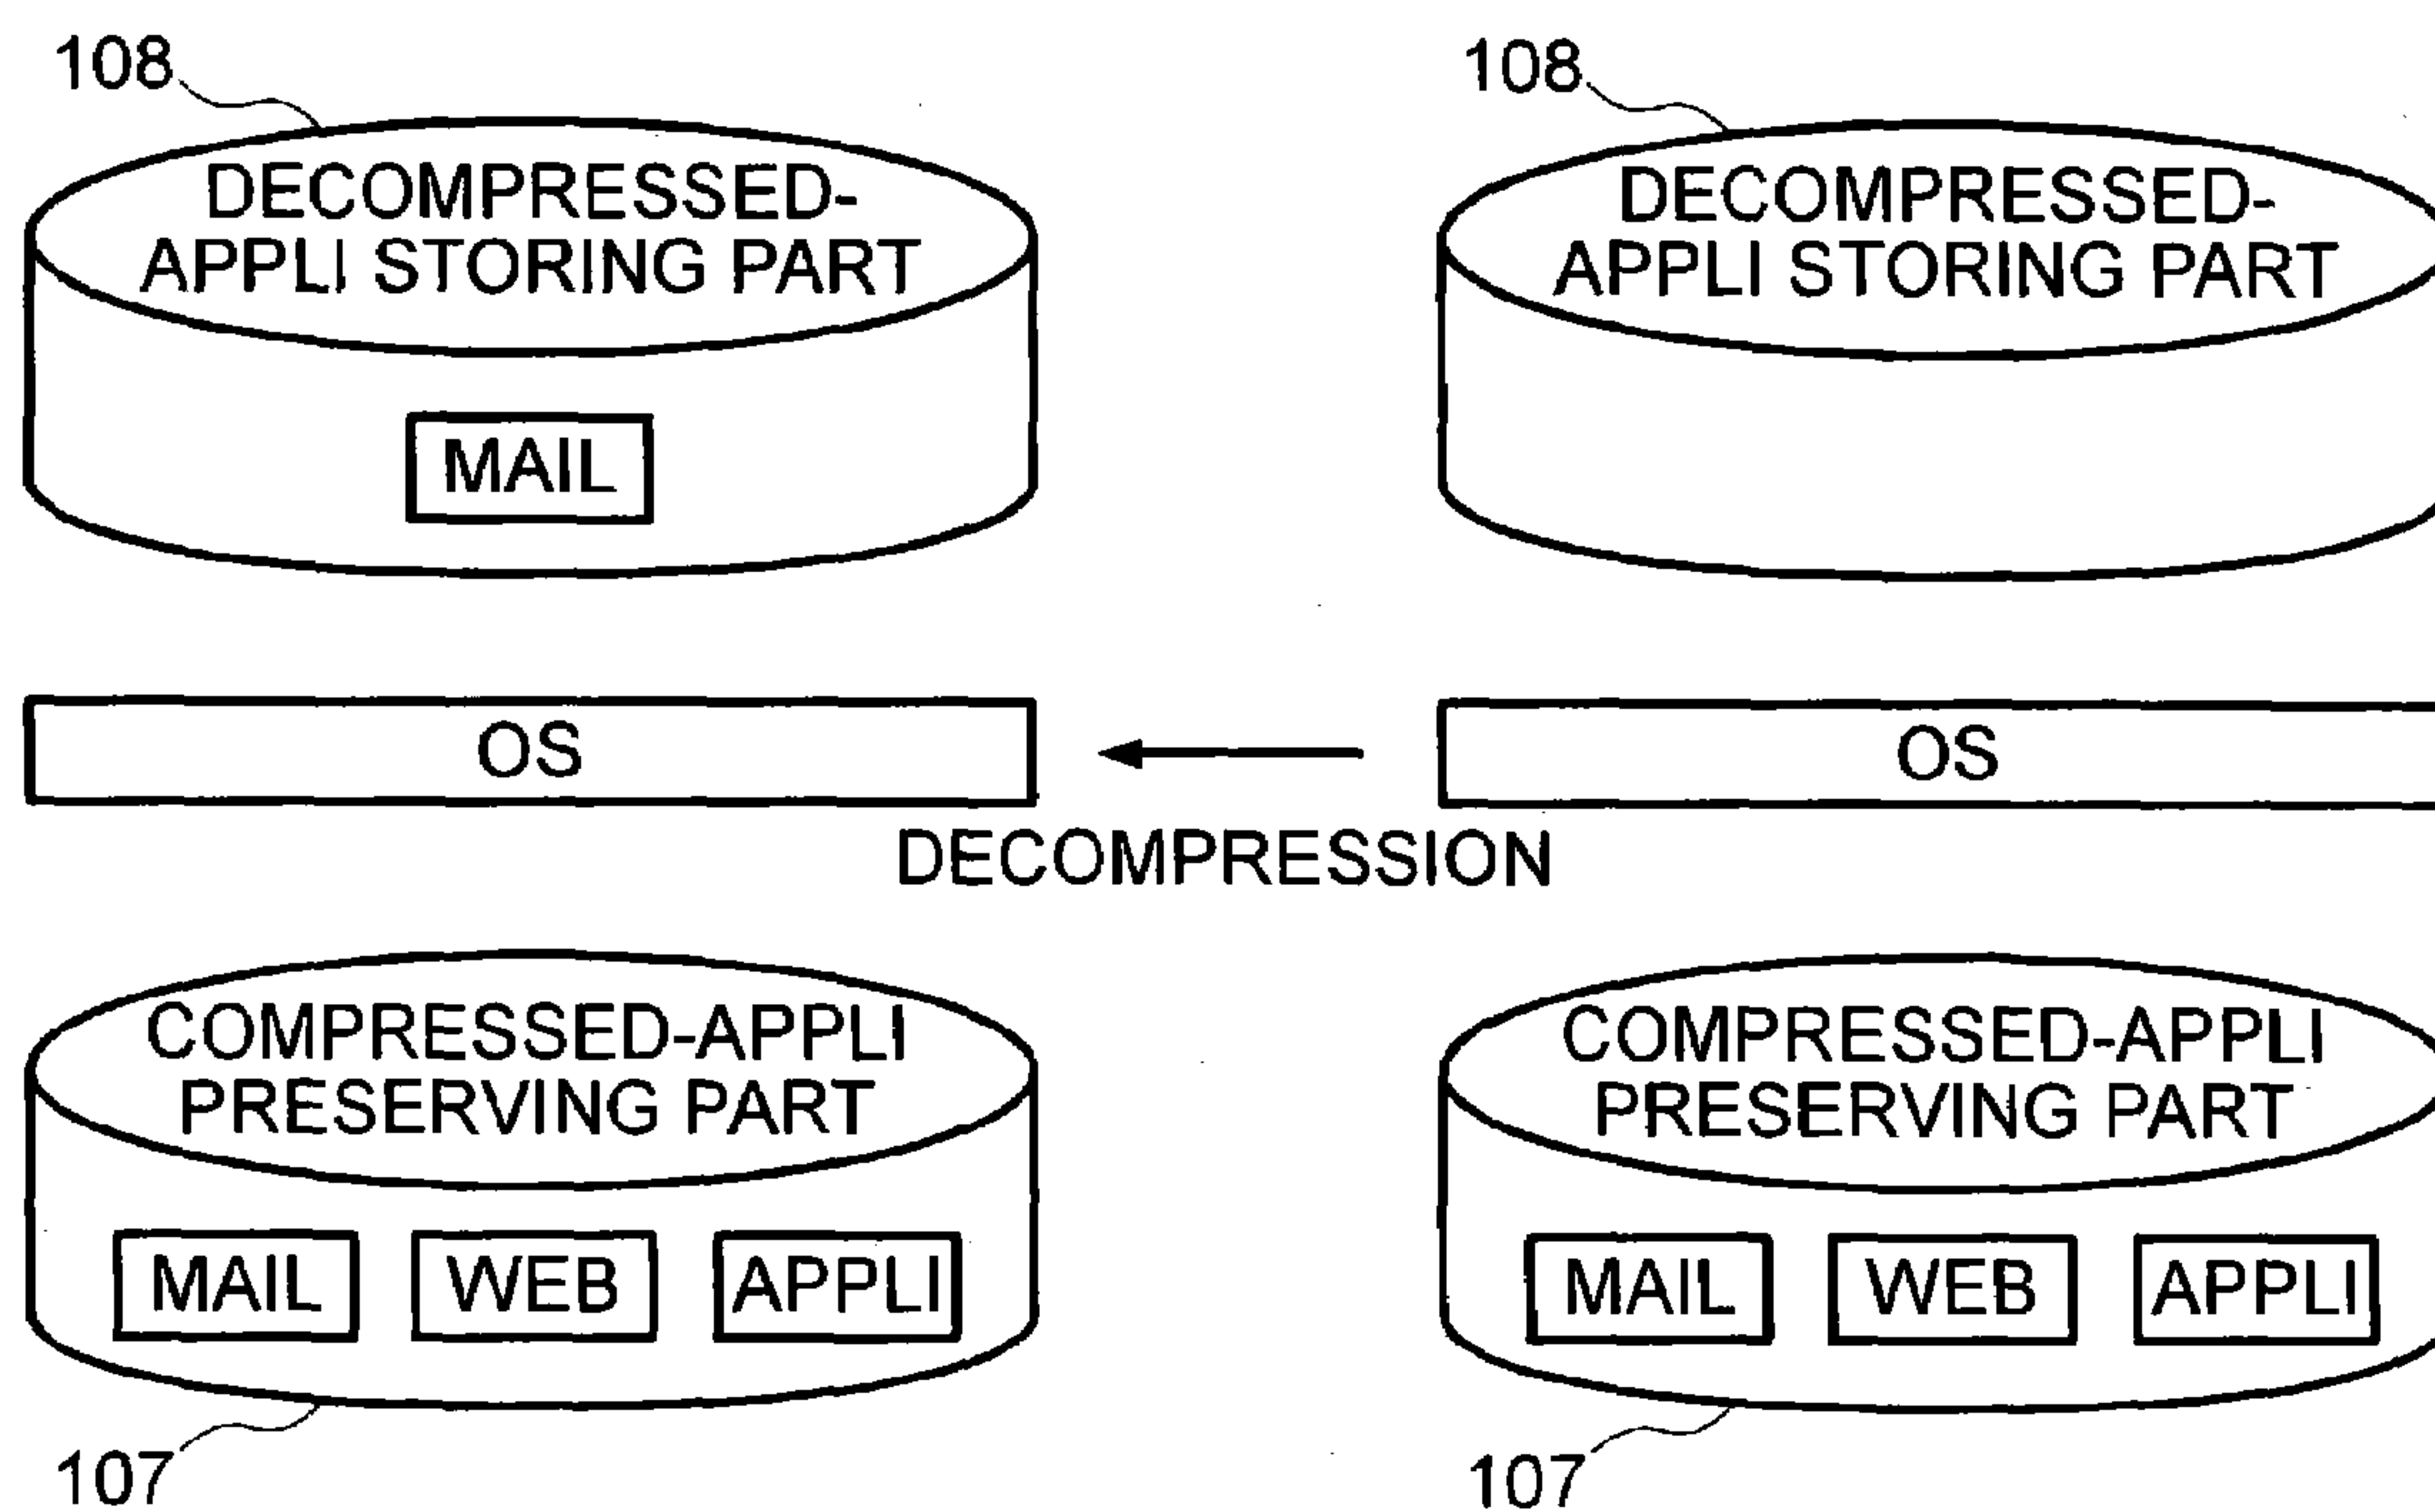 108
DECOMPRESSED-
APPLI STORING PART
MAIL
108
DECOMPRESSED-
APPLI STORING PART
OS
OS
DECOMPRESSION
COMPRESSED-APPLI
PRESERVING PART
MAIL WEB APPLI
107
COMPRESSED-APPLI
PRESERVING PART
MAIL WEB APPLI
107